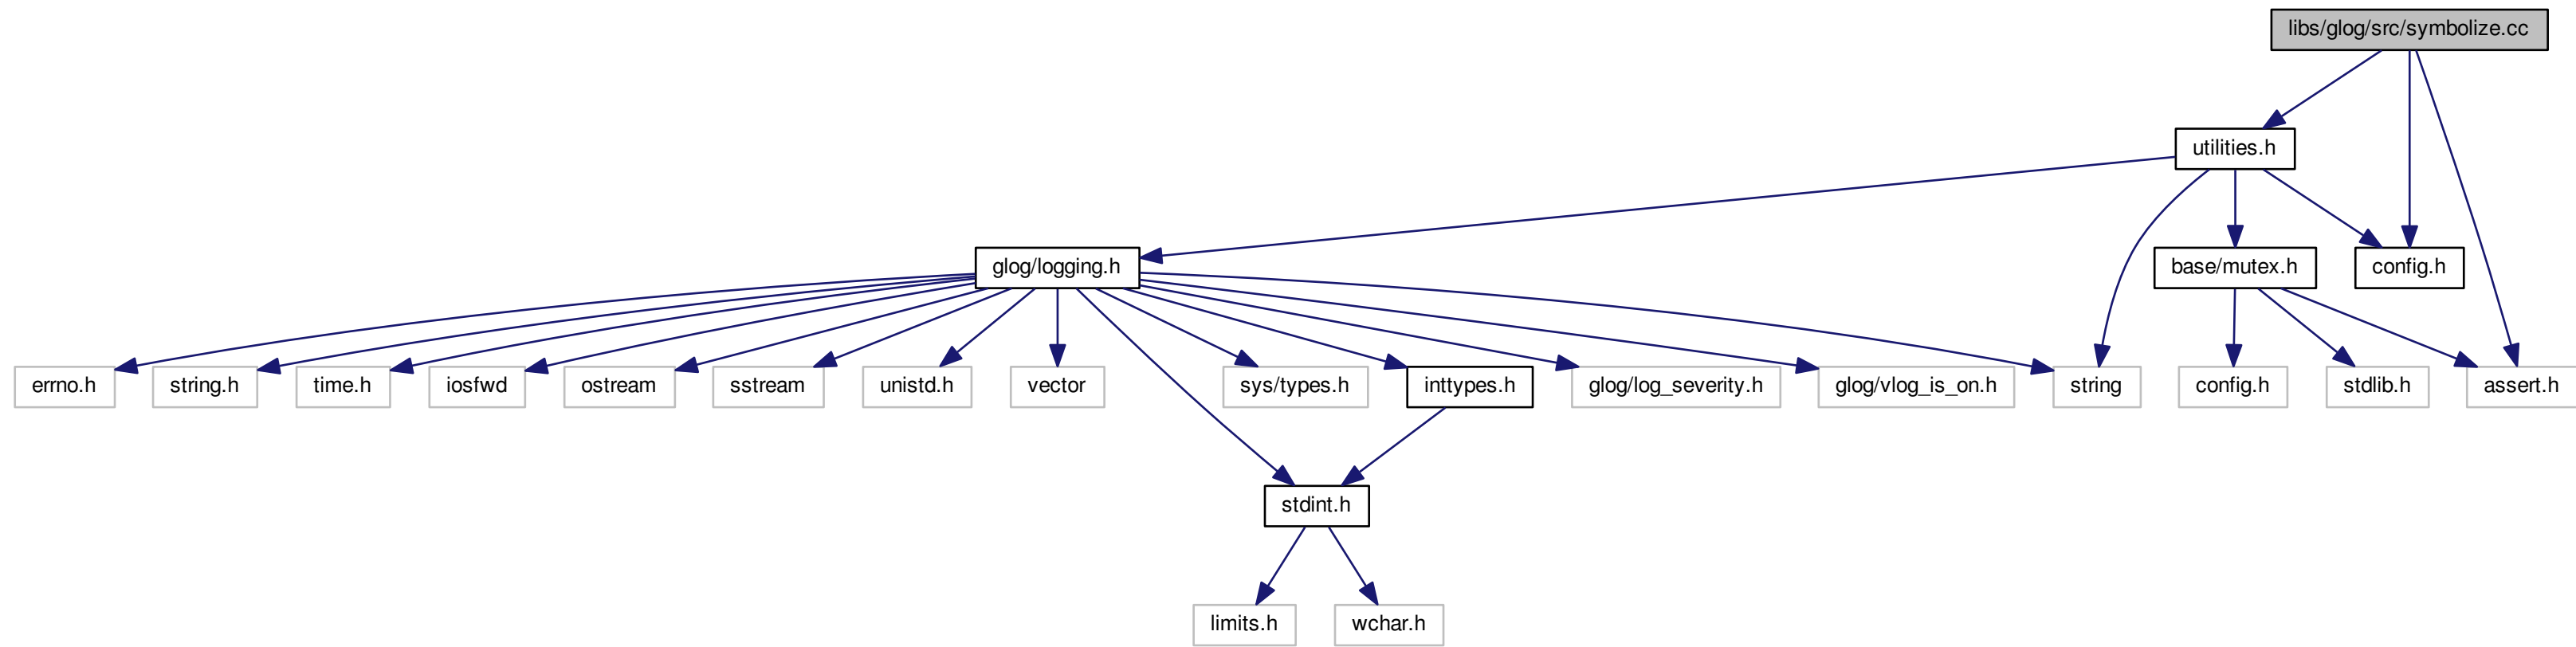 libs/glog/src/symbolize.cc
utilities.h
glog/logging.h
base/mutex.h
config.h
errno.h
string.h
time.h
iosfwd
ostream
sstream
unistd.h
vector
sys/types.h
inttypes.h
glog/log_severity.h
glog/vlog_is_on.h
string
config.h
stdlib.h
assert.h
stdint.h
limits.h
wchar.h